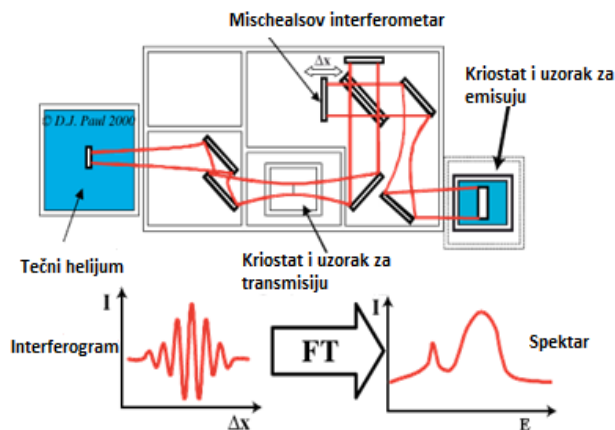 Mischealsov interferometar
Δx
Kriostat i uzorak za
emisuju
© D.J. Paul 2000
Tečni helijum
Kriostat i uzorak za
transmisiju
I
Interferogram
Δx
FT
I
Spektar
E